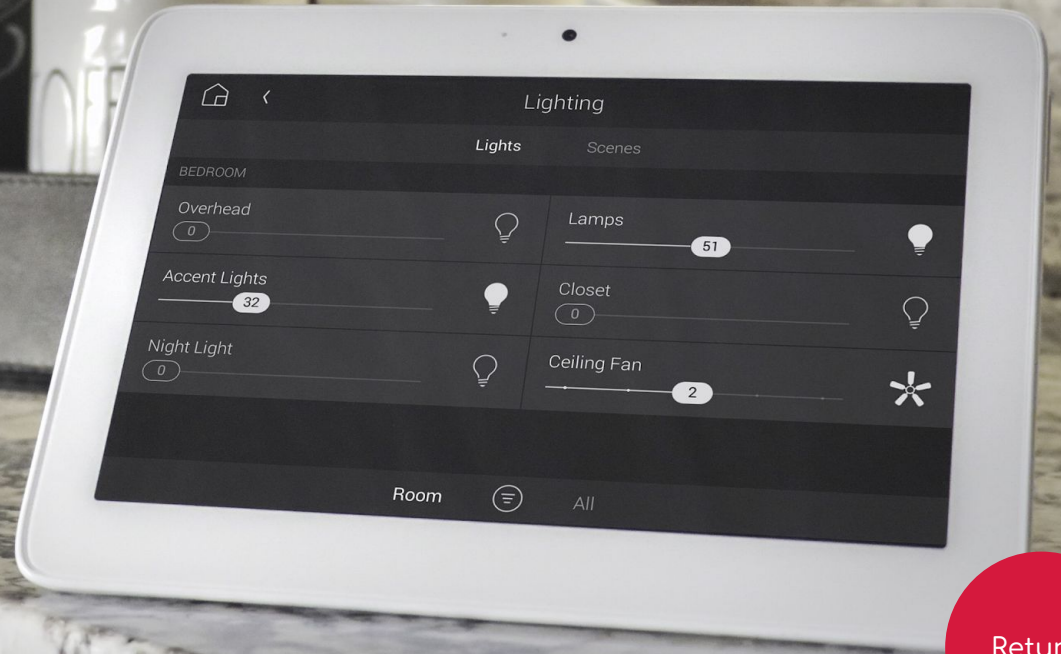 Lighting
Lights Scenes
BEDROOM
Overhead
0
Lamps
51
Accent Lights
32
Closet
0
Night Light
0
Ceiling Fan
2
Room All